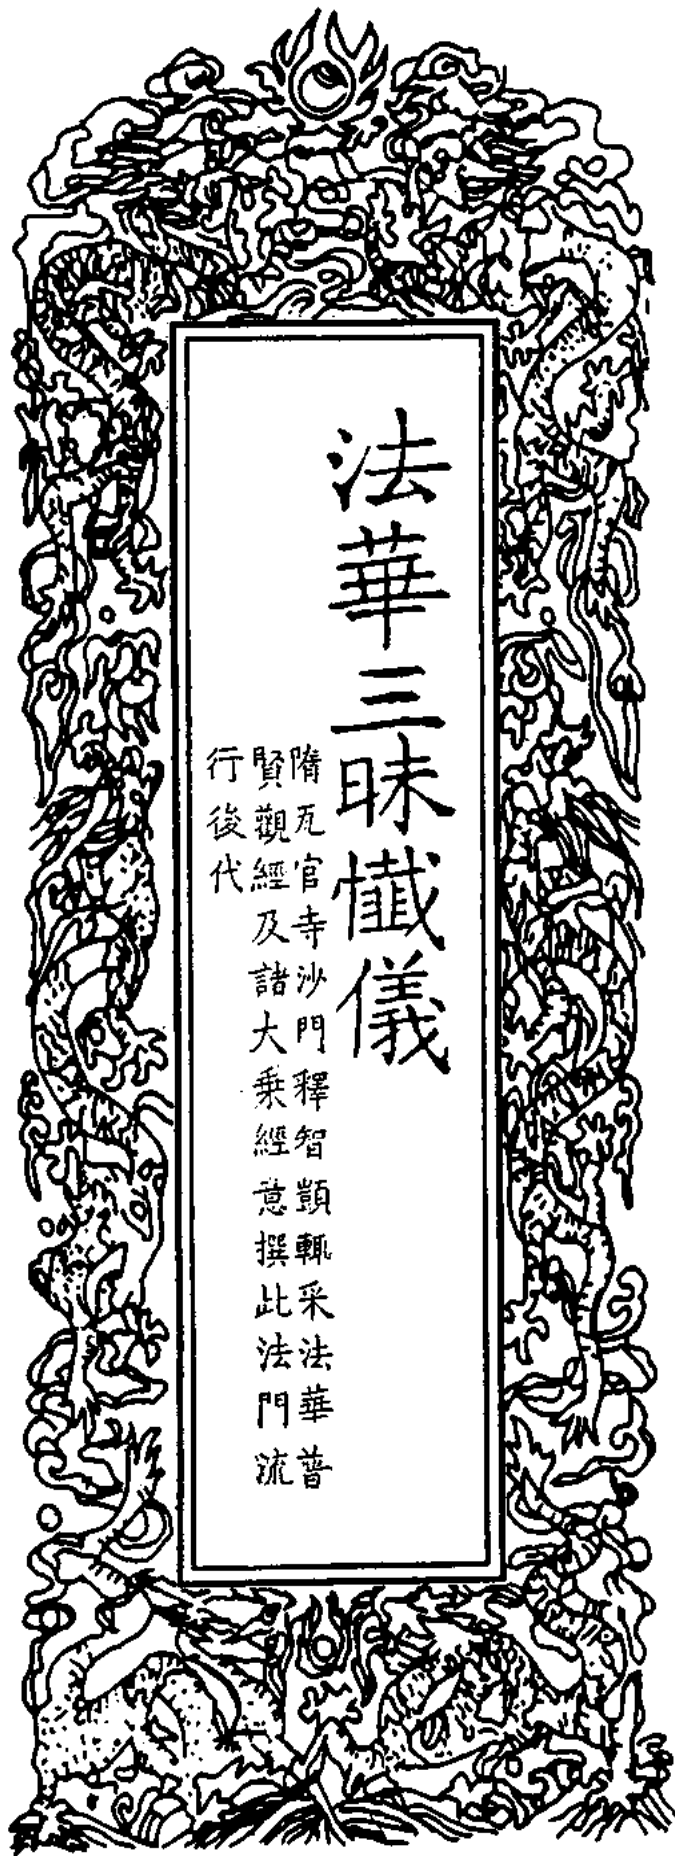 法華三昧懺儀
隋瓦官寺沙門釋智顗輒采法華普
賢觀經及諸大乘經意撰此法門流
行後代